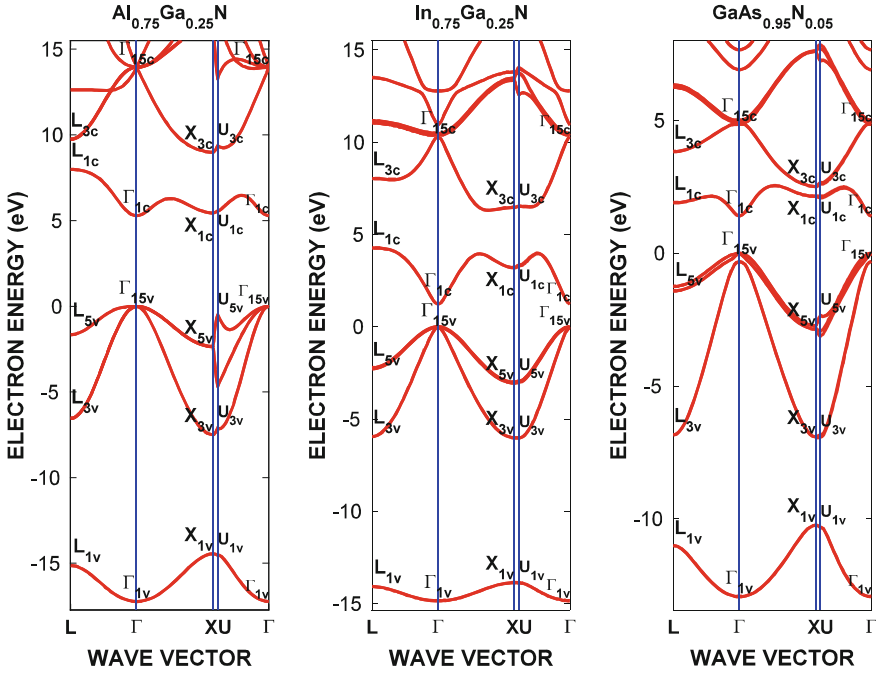 Al0.75Ga0.25N
ELECTRON ENERGY (eV)
15
10
5
0
-5
-10
-15
Γ15c
Γ15c
L3c
X3c
U3c
L1c
Γ1c
Γ1c
X1c
U1c
Γ15v
Γ15v
U5v
L5v
X5v
L3v
X3v
U3v
X1v
U1v
L1v
Γ1v
Γ1v
L Γ XU Γ
WAVE VECTOR
In0.75Ga0.25N
ELECTRON ENERGY (eV)
15
10
5
0
-5
-10
-15
Γ15c
Γ15c
L3c
X3c
U3c
L1c
X1c
U1c
Γ1c
Γ1c
Γ15v
Γ15v
L5v
X5v
U5v
L3v
X3v
U3v
L1v
X1v
U1v
Γ1v
Γ1v
L Γ XU Γ
WAVE VECTOR
GaAs0.95N0.05
ELECTRON ENERGY (eV)
5
0
-5
-10
Γ15c
Γ15c
L3c
X3c
U3c
L1c
Γ1c
Γ1c
X1c
U1c
Γ15v
Γ15v
L5v
X5v
U5v
L3v
X3v
U3v
X1v
U1v
L1v
Γ1v
Γ1v
L Γ XU Γ
WAVE VECTOR